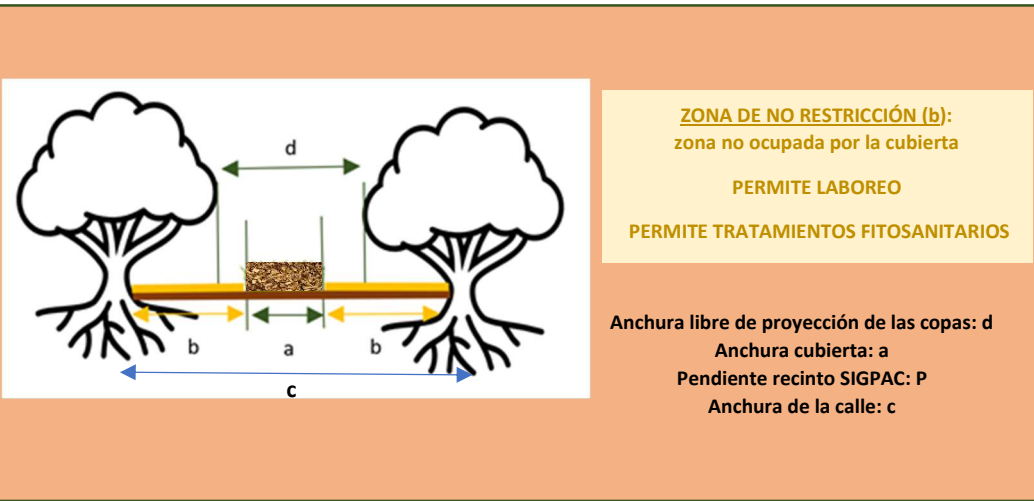 d
b
a
b
c
ZONA DE NO RESTRICCIÓN (b):
zona no ocupada por la cubierta
PERMITE LABOREO
PERMITE TRATAMIENTOS FITOSANITARIOS
Anchura libre de proyección de las copas: d
Anchura cubierta: a
Pendiente recinto SIGPAC: P
Anchura de la calle: c